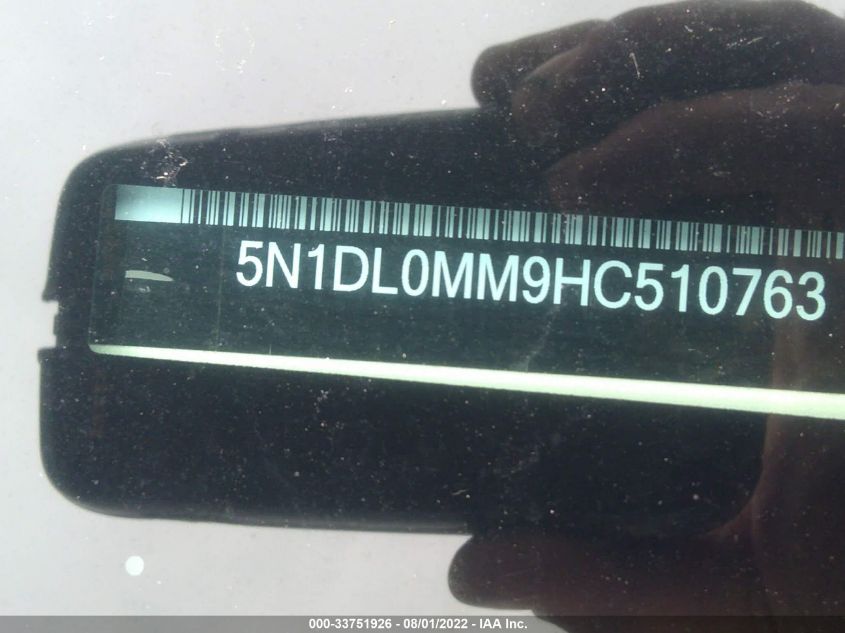 5N1DL0MM9HC510763
000-33751926 - 08/01/2022 - IAA Inc.